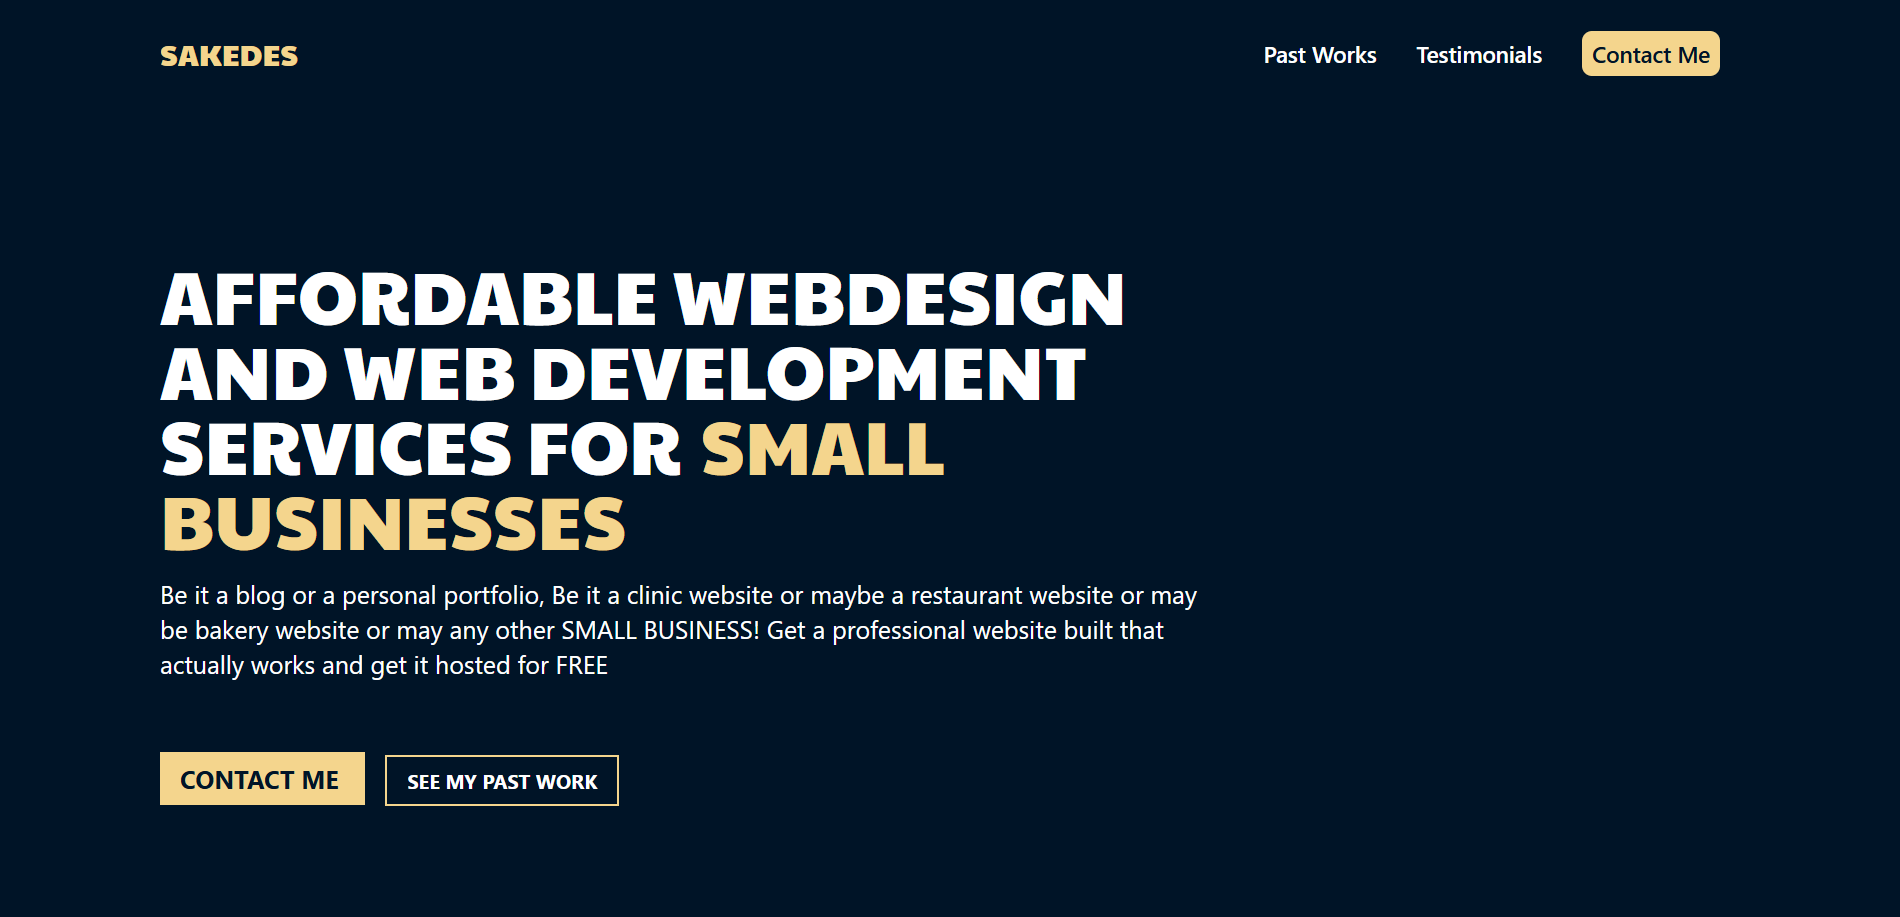 SAKEDES
Past Works
Testimonials
Contact Me
AFFORDABLE WEBDESIGN
AND WEB DEVELOPMENT
SERVICES FOR SMALL
BUSINESSES
Be it a blog or a personal portfolio, Be it a clinic website or maybe a restaurant website or may
be bakery website or may any other SMALL BUSINESS! Get a professional website built that
actually works and get it hosted for FREE
CONTACT ME
SEE MY PAST WORK